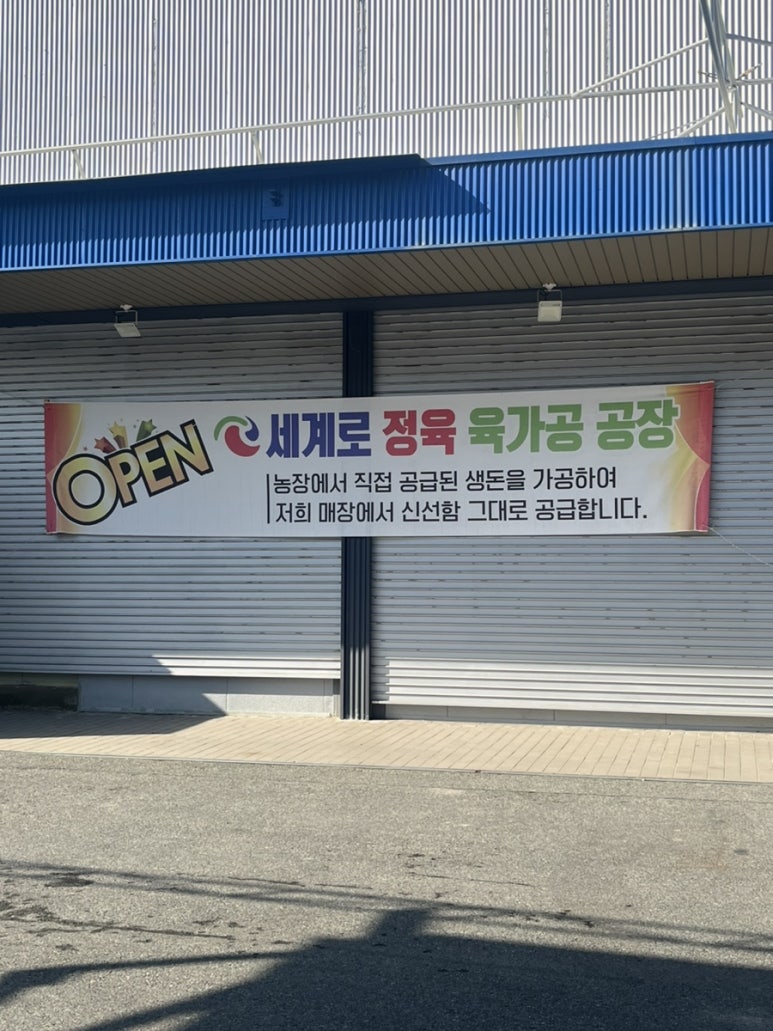 OPEN 세계로 정육 육가공 공장
농장에서 직접 공급된 생돈을 가공하여
저희 매장에서 신선함 그대로 공급합니다.